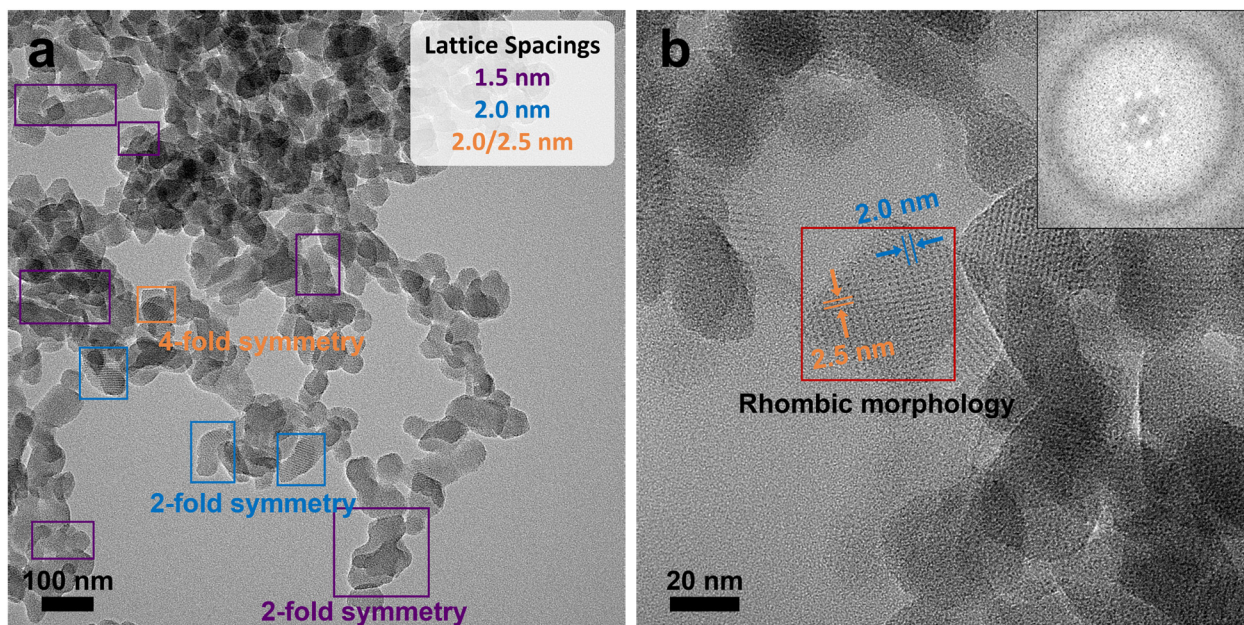 a
Lattice Spacings
1.5 nm
2.0 nm
2.0/2.5 nm
4-fold symmetry
2-fold symmetry
2-fold symmetry
100 nm
b
2.0 nm
2.5 nm
Rhombic morphology
20 nm